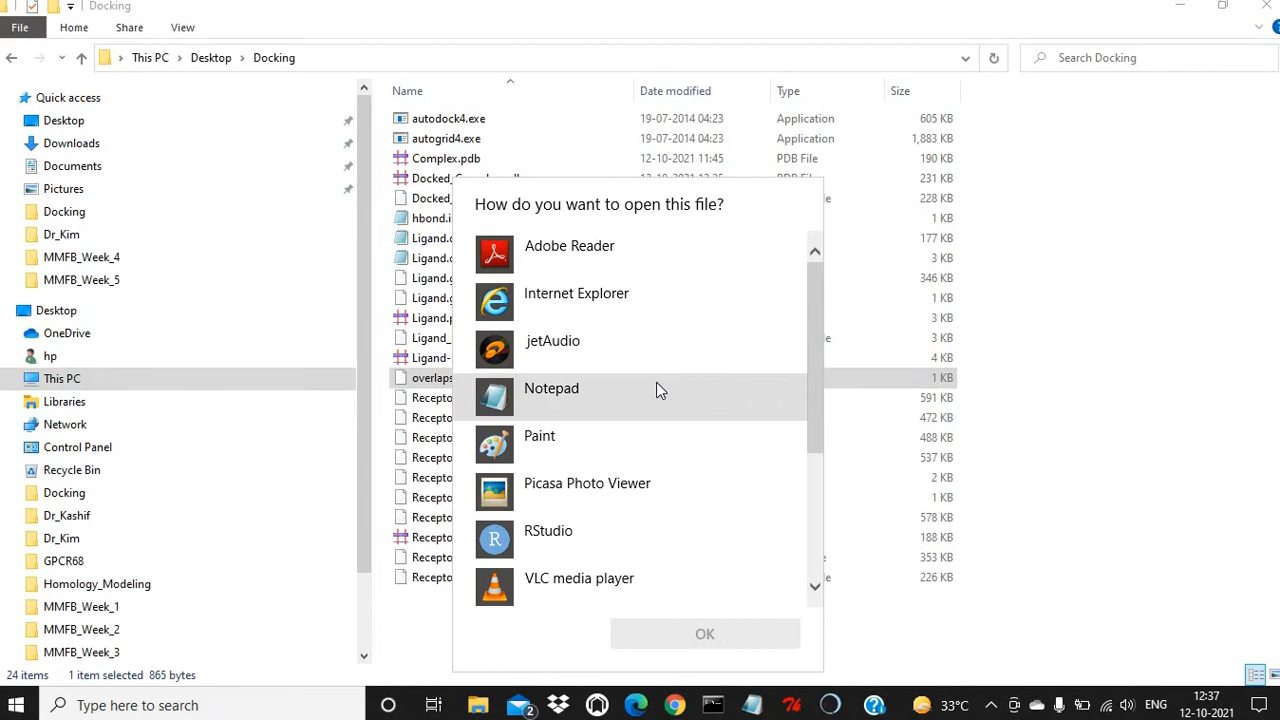 Docking
File Home Share View
This PC Desktop Docking
Search Docking
Quick access
Desktop
Downloads
Documents
Pictures
Docking
Dr_Kim
MMFB_Week_4
MMFB_Week_5
Desktop
OneDrive
hp
This PC
Libraries
Network
Control Panel
Recycle Bin
Docking
Dr_Kashif
Dr_Kim
GPCR68
Homology_Modeling
MMFB_Week_1
MMFB_Week_2
MMFB_Week_3
Name Date modified Type Size
autodock4.exe 19-07-2014 04:23 Application 605 KB
autogrid4.exe 19-07-2014 04:23 Application 1,883 KB
Complex.pdb 12-10-2021 11:45 PDB File 190 KB
231 KB
Docked_ 228 KB
hbond.i 1 KB
Ligand. 177 KB
Ligand. 3 KB
Ligand. 346 KB
Ligand. 1 KB
Ligand. 3 KB
Ligand_ 3 KB
Ligand- 4 KB
overlaps 1 KB
Recepto 591 KB
Recepto 472 KB
Recepto 488 KB
Recepto 537 KB
Recepto 2 KB
Recepto 1 KB
Recepto 578 KB
Recepto 188 KB
Recepto 353 KB
Recepto 226 KB
How do you want to open this file?
Adobe Reader
Internet Explorer
jetAudio
Notepad
Paint
Picasa Photo Viewer
RStudio
VLC media player
OK
24 items 1 item selected 865 bytes
Type here to search
2
33°C
ENG
12:37
12-10-2021